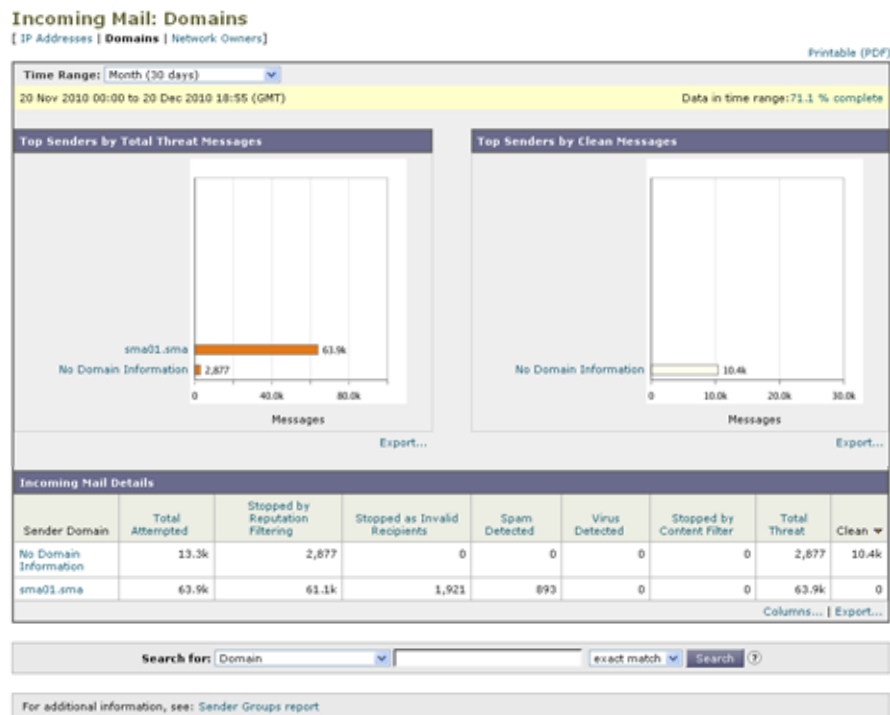 Incoming Mail: Domains
[ IP Addresses | Domains | Network Owners]
Printable (PDF)
Time Range: Month (30 days)
20 Nov 2010 00:00 to 20 Dec 2010 18:55 (GMT)
Data in time range:71.1 % complete
Top Senders by Total Threat Messages
sma01.sma
63.9k
No Domain Information
2,877
0
40.0k
80.0k
Messages
Export...
Top Senders by Clean Messages
No Domain Information
10.4k
0
10.0k
20.0k
30.0k
Messages
Export...
Incoming Mail Details
Sender Domain
Total
Attempted
Stopped by
Reputation
Filtering
Stopped as Invalid
Recipients
Spam
Detected
Virus
Detected
Stopped by
Content Filter
Total
Threat
Clean
No Domain
Information
13.3k
2,877
0
0
0
0
2,877
10.4k
sma01.sma
63.9k
61.1k
1,921
893
0
0
63.9k
0
Columns... | Export...
Search for: Domain
exact match
Search
?
For additional information, see: Sender Groups report